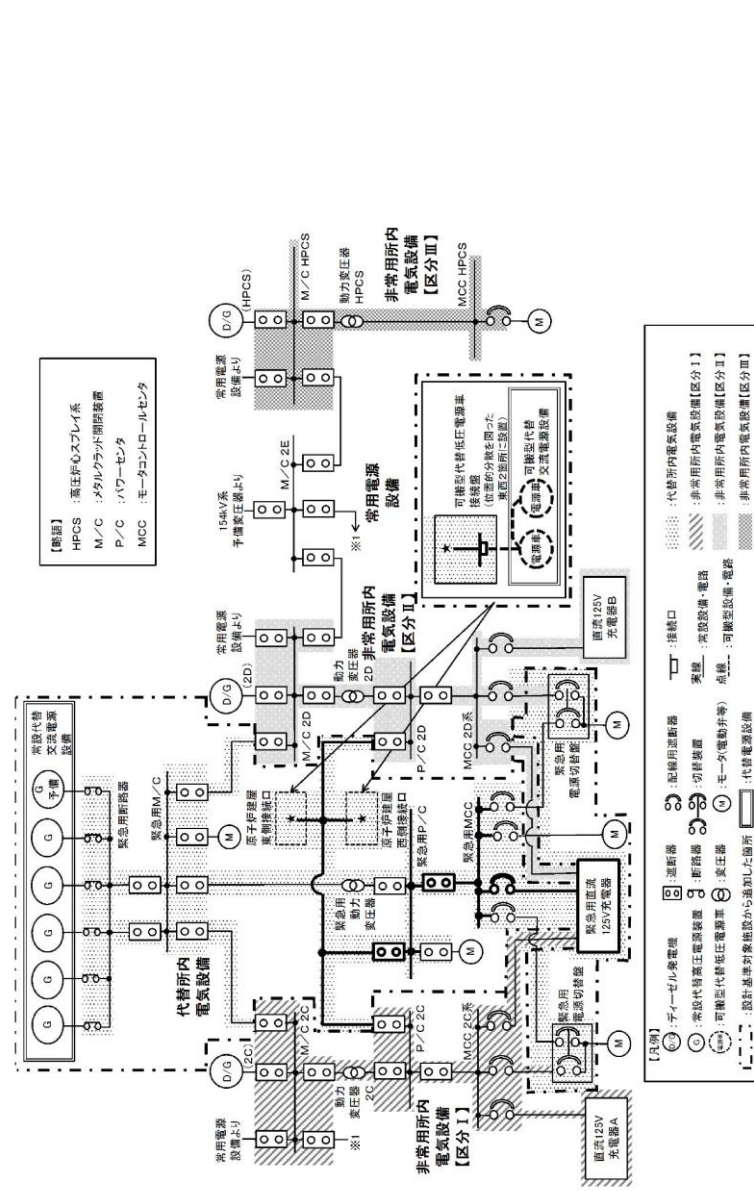 【略語】
HPCS :高圧炉心スプレイ系
M／C :メタルクラッド開閉装置
P／C :パワーセンタ
MCC :モータコントロールセンタ
常設代替
交流電源
設備
G
G
G
G
G
G
予備
緊急用断路器
緊急用M／C
M
代替所内
電気設備
常用電源
設備より
D/G
(2C)
M／C 2C
※1
動力
変圧器
2C
P／C 2C
非常用所内
電気設備
【区分Ⅰ】
MCC 2C系
直流125V
充電器A
緊急用
電源切替盤
M
原子炉建屋
東側接続口
原子炉建屋
西側接続口
緊急用
動力
変圧器
緊急用P／C
M
緊急用MCC
緊急用直流
125V充電器
M
常用電源
設備より
D/G
(2D)
M／C 2D
動力
変圧器
2D
P／C 2D
非常用所内
電気設備
【区分Ⅱ】
MCC 2D系
緊急用
電源切替盤
M
直流125V
充電器B
154kV系
予備変圧器より
M／C 2E
※1
常用電源
設備
常用電源
設備より
D/G
(HPCS)
M／C HPCS
動力変圧器
HPCS
非常用所内
電気設備
【区分Ⅲ】
MCC HPCS
M
可搬型代替低圧電源車
接続盤
(位置的分散を図った
東西2箇所に設置)
可搬型代替
交流電源設備
電源車
電源車
【凡例】
D/G :ディーゼル発電機
G :常設代替高圧電源装置
電源車 :可搬型代替低圧電源車
:設計基準対象施設から追加した箇所
:遮断器
:断路器
:変圧器
:代替電源設備
:配線用遮断器
:切替装置
M :モータ(電動弁等)
:接続口
実線 :常設設備・電路
点線 :可搬型設備・電路
:代替所内電気設備
:非常用所内電気設備【区分Ⅰ】
:非常用所内電気設備【区分Ⅱ】
:非常用所内電気設備【区分Ⅲ】